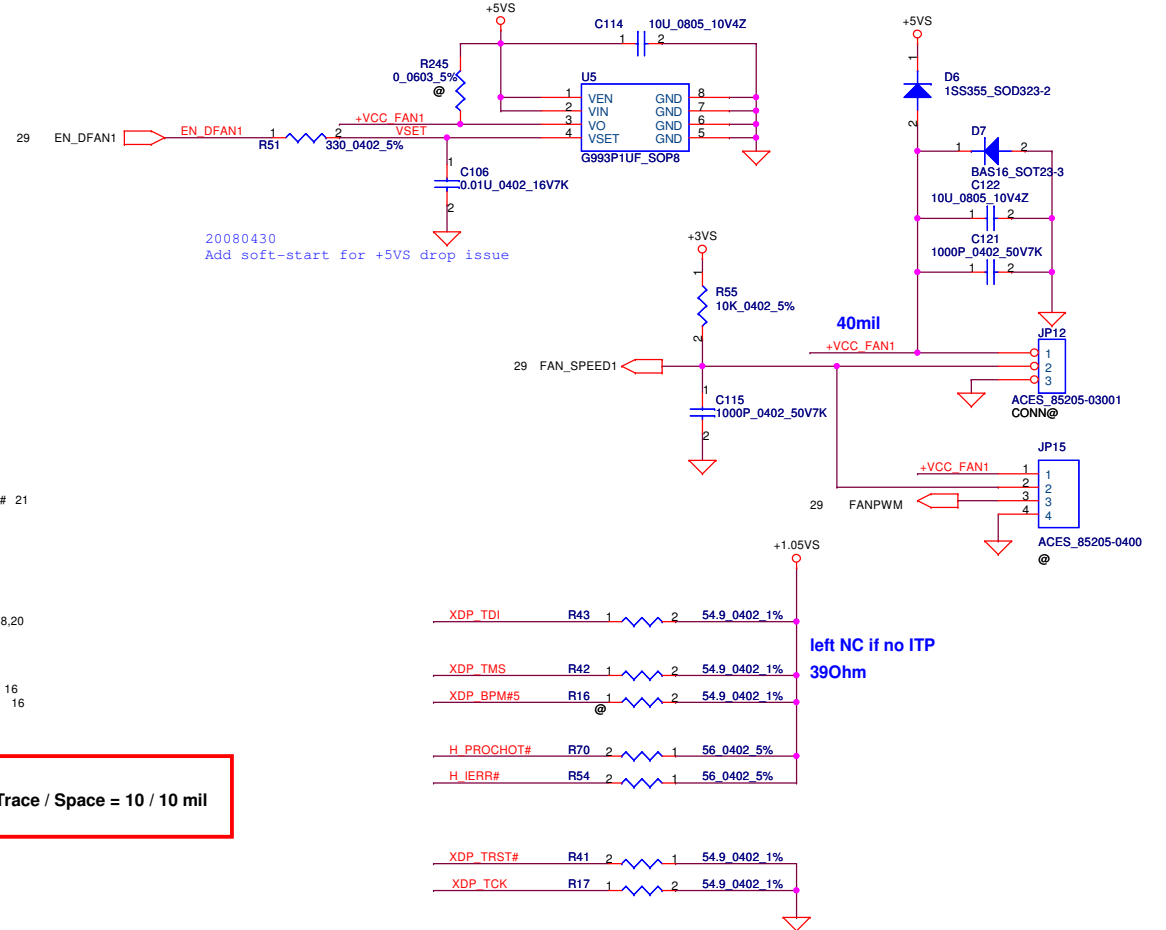 +5VS
C114 10U_0805_10V4Z
1 2
R245
0_0603_5%
@
U5
1 VEN GND 8
2 VIN GND 7
3 VO GND 6
4 VSET GND 5
G993P1UF_SOP8
+VCC_FAN1
29 EN_DFAN1 EN_DFAN1 1 2 VSET
R51 330_0402_5%
1
C106
0.01U_0402_16V7K
2
20080430
Add soft-start for +5VS drop issue
+5VS
1
D6
1SS355_SOD323-2
2
D7
1 2
BAS16_SOT23-3
C122
10U_0805_10V4Z
1 2
C121
1000P_0402_50V7K
1 2
+3VS
1
R55
10K_0402_5%
2
40mil
+VCC_FAN1
JP12
1
2
3
ACES_85205-03001
CONN@
29 FAN_SPEED1
1
C115
1000P_0402_50V7K
2
JP15
+VCC_FAN1 1 1
2 2
29 FANPWM 3 3
4 4
ACES_85205-0400
@
# 21
8,20
16
16
Trace / Space = 10 / 10 mil
+1.05VS
XDP_TDI R43 1 2 54.9_0402_1%
left NC if no ITP
39Ohm
XDP_TMS R42 1 2 54.9_0402_1%
XDP_BPM#5 R16 1 2 54.9_0402_1%
@
H_PROCHOT# R70 2 1 56_0402_5%
H_IERR# R54 2 1 56_0402_5%
XDP_TRST# R41 2 1 54.9_0402_1%
XDP_TCK R17 1 2 54.9_0402_1%